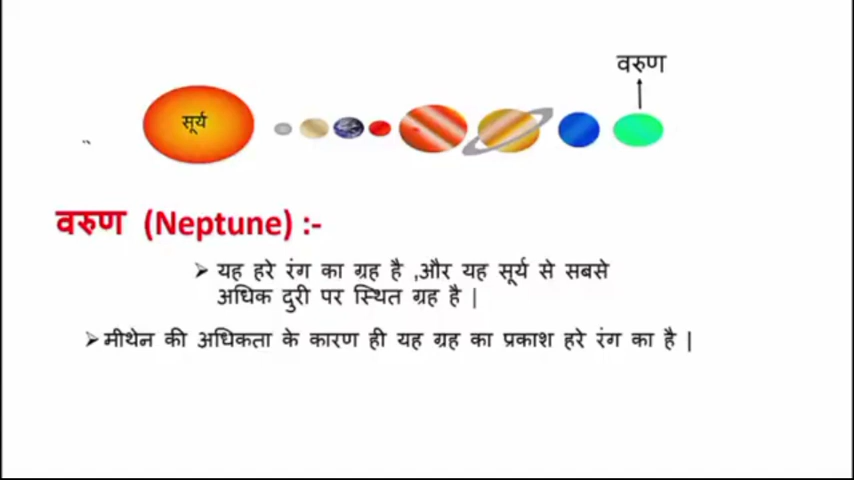 वरुण
सूर्य
वरुण (Neptune) :-
➢ यह हरे रंग का ग्रह है ,और यह सूर्य से सबसे
अधिक दुरी पर स्थित ग्रह है |
➢ मीथेन की अधिकता के कारण ही यह ग्रह का प्रकाश हरे रंग का है |